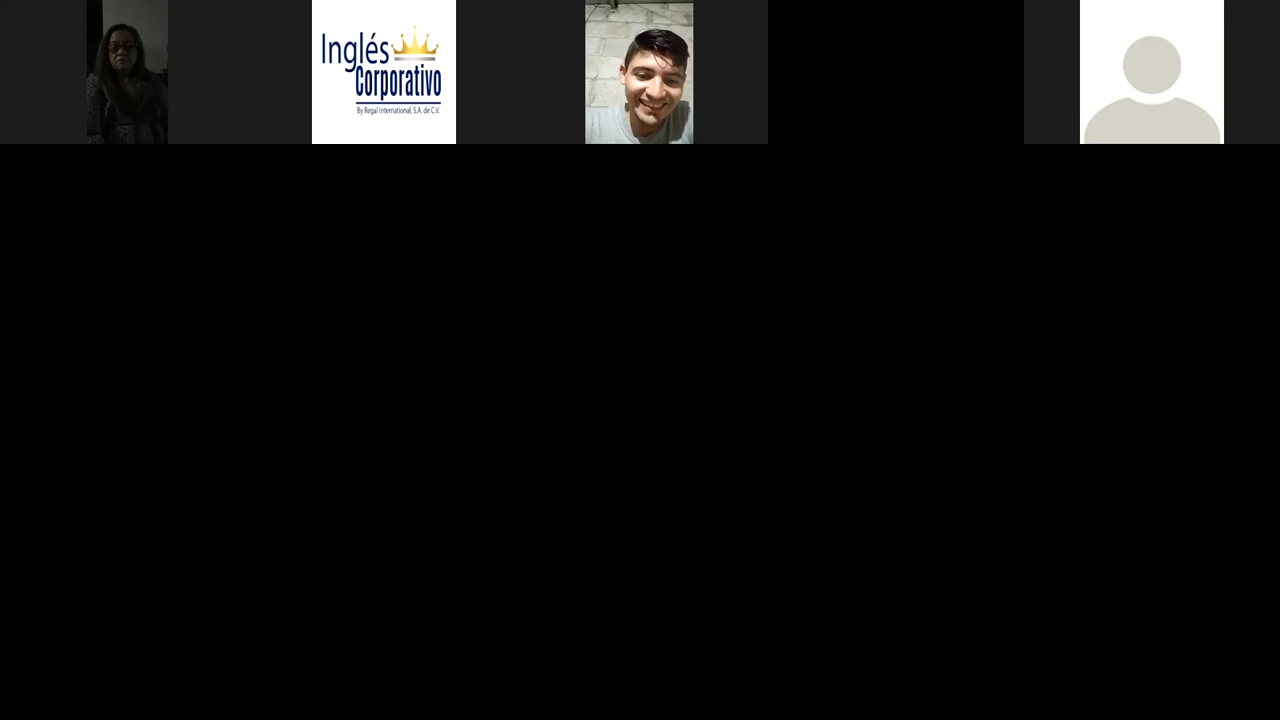 Inglés
Corporativo
By Regal International, S.A. de C.V.